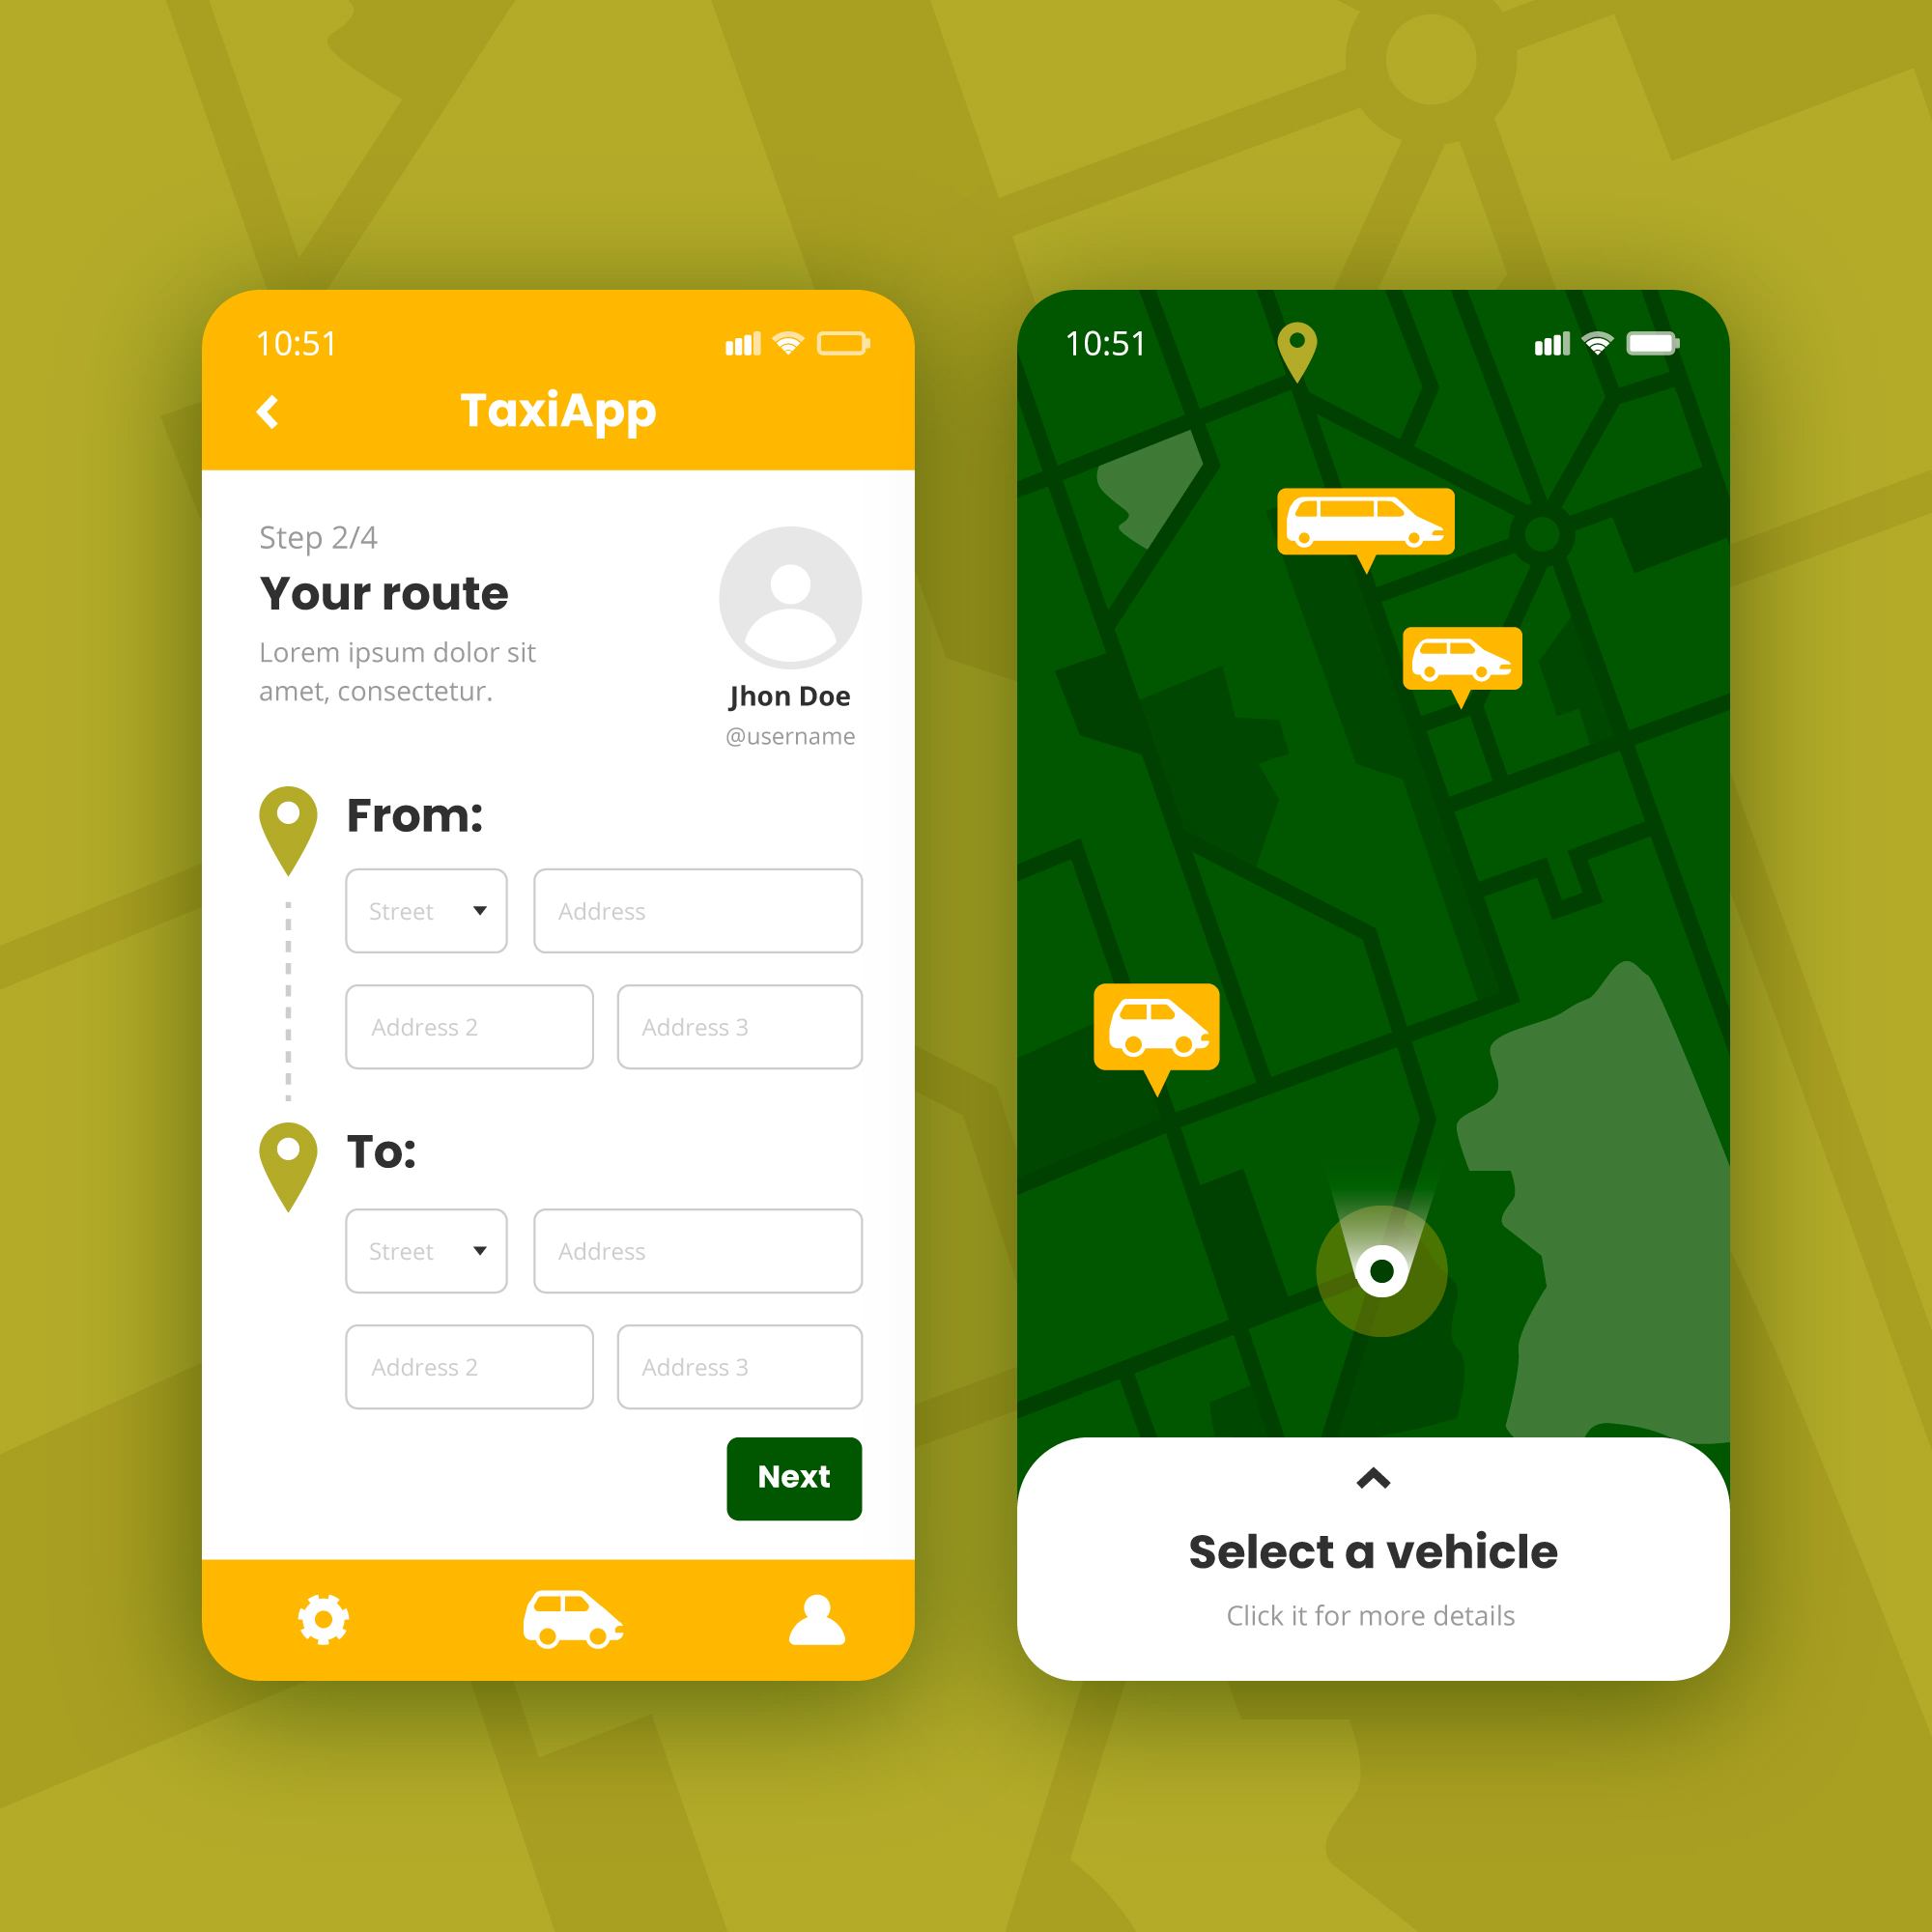 10:51
TaxiApp
Step 2/4
Your route
Lorem ipsum dolor sit
amet, consectetur.
Jhon Doe
@username
From:
Street
Address
Address 2
Address 3
To:
Street
Address
Address 2
Address 3
Next
10:51
Select a vehicle
Click it for more details